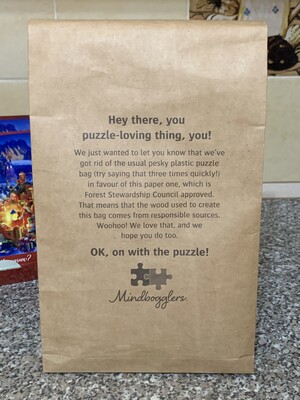 Hey there, you
puzzle-loving thing, you!
We just wanted to let you know that we've
got rid of the usual pesky plastic puzzle
bag (try saying that three times quickly!)
in favour of this paper one, which is
Forest Stewardship Council approved.
That means that the wood used to create
this bag comes from responsible sources.
Woohoo! We love that, and we
hope you do too.
OK, on with the puzzle!
Mindbogglers